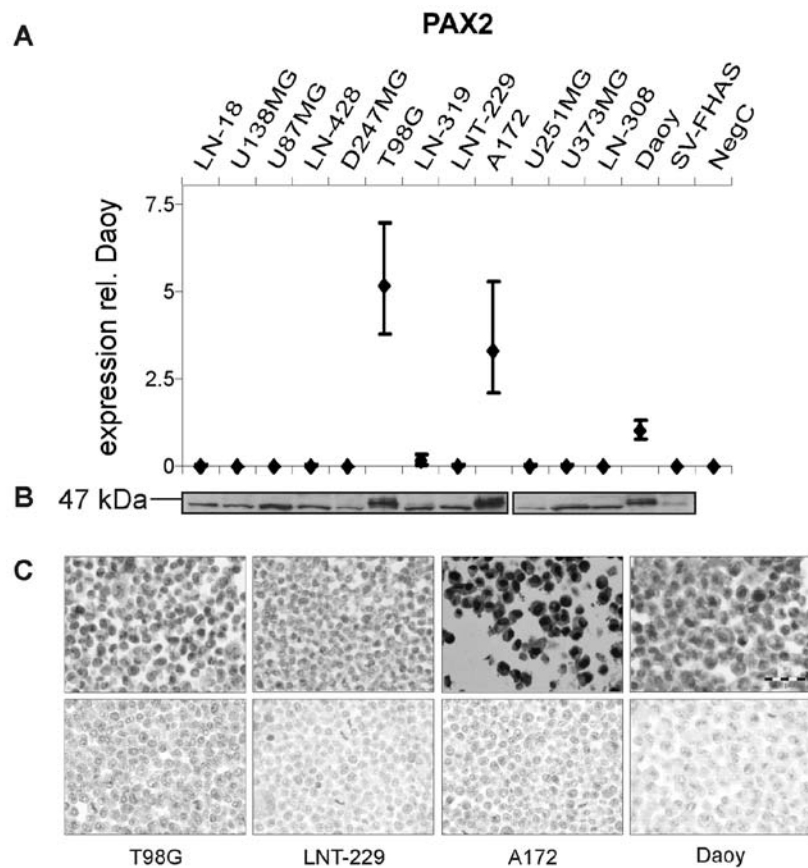 PAX2
A
LN-18
U138MG
U87MG
LN-428
D247MG
T98G
LN-319
LNT-229
A172
U251MG
U373MG
LN-308
Daoy
SV-FHAS
NegC
expression rel. Daoy
7.5
5
2.5
0
B
47 kDa
C
T98G LNT-229 A172 Daoy